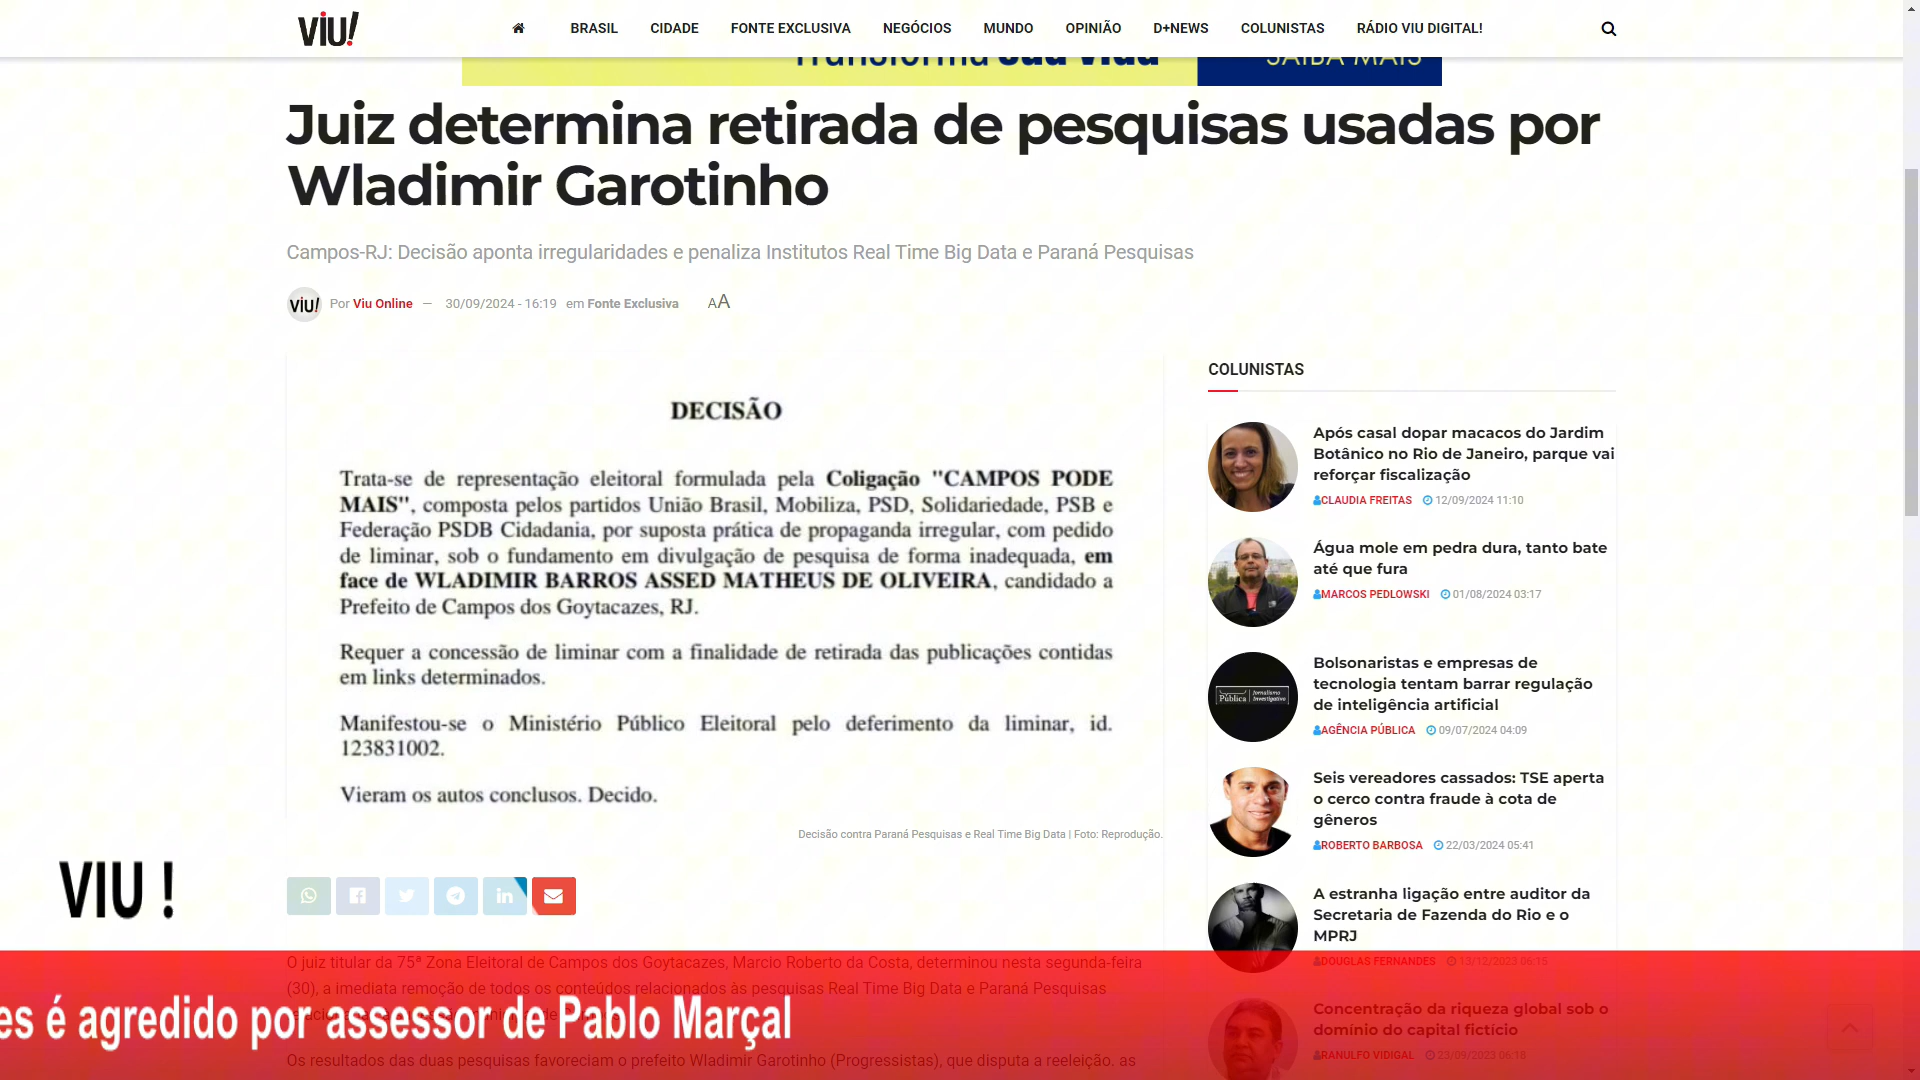 VIU!
BRASIL CIDADE FONTE EXCLUSIVA NEGÓCIOS MUNDO OPINIÃO D+NEWS COLUNISTAS RÁDIO VIU DIGITAL!
Transforma Sua Vida SAIBA MAIS
Juiz determina retirada de pesquisas usadas por
Wladimir Garotinho
Campos-RJ: Decisão aponta irregularidades e penaliza Institutos Real Time Big Data e Paraná Pesquisas
VIU! Por Viu Online — 30/09/2024 - 16:19 em Fonte Exclusiva AA
DECISÃO
Trata-se de representação eleitoral formulada pela Coligação "CAMPOS PODE
MAIS", composta pelos partidos União Brasil, Mobiliza, PSD, Solidariedade, PSB e
Federação PSDB Cidadania, por suposta prática de propaganda irregular, com pedido
de liminar, sob o fundamento em divulgação de pesquisa de forma inadequada, em
face de WLADIMIR BARROS ASSED MATHEUS DE OLIVEIRA, candidado a
Prefeito de Campos dos Goytacazes, RJ.
Requer a concessão de liminar com a finalidade de retirada das publicações contidas
em links determinados.
Manifestou-se o Ministério Público Eleitoral pelo deferimento da liminar, id.
123831002.
Vieram os autos conclusos. Decido.
Decisão contra Paraná Pesquisas e Real Time Big Data | Foto: Reprodução.
O juiz titular da 75ª Zona Eleitoral de Campos dos Goytacazes, Marcio Roberto da Costa, determinou nesta segunda-feira
(30), a imediata remoção de todos os conteúdos relacionados às pesquisas Real Time Big Data e Paraná Pesquisas
Os resultados das duas pesquisas favoreciam o prefeito Wladimir Garotinho (Progressistas), que disputa a reeleição. as
COLUNISTAS
Após casal dopar macacos do Jardim
Botânico no Rio de Janeiro, parque vai
reforçar fiscalização
CLAUDIA FREITAS 12/09/2024 11:10
Água mole em pedra dura, tanto bate
até que fura
MARCOS PEDLOWSKI 01/08/2024 03:17
Pública Jornalismo
Investigativo
Bolsonaristas e empresas de
tecnologia tentam barrar regulação
de inteligência artificial
AGÊNCIA PÚBLICA 09/07/2024 04:09
Seis vereadores cassados: TSE aperta
o cerco contra fraude à cota de
gêneros
ROBERTO BARBOSA 22/03/2024 05:41
A estranha ligação entre auditor da
Secretaria de Fazenda do Rio e o
MPRJ
DOUGLAS FERNANDES 13/12/2023 06:15
Concentração da riqueza global sob o
domínio do capital fictício
RANULFO VIDIGAL 23/09/2023 06:18
VIU !
es é agredido por assessor de Pablo Marçal